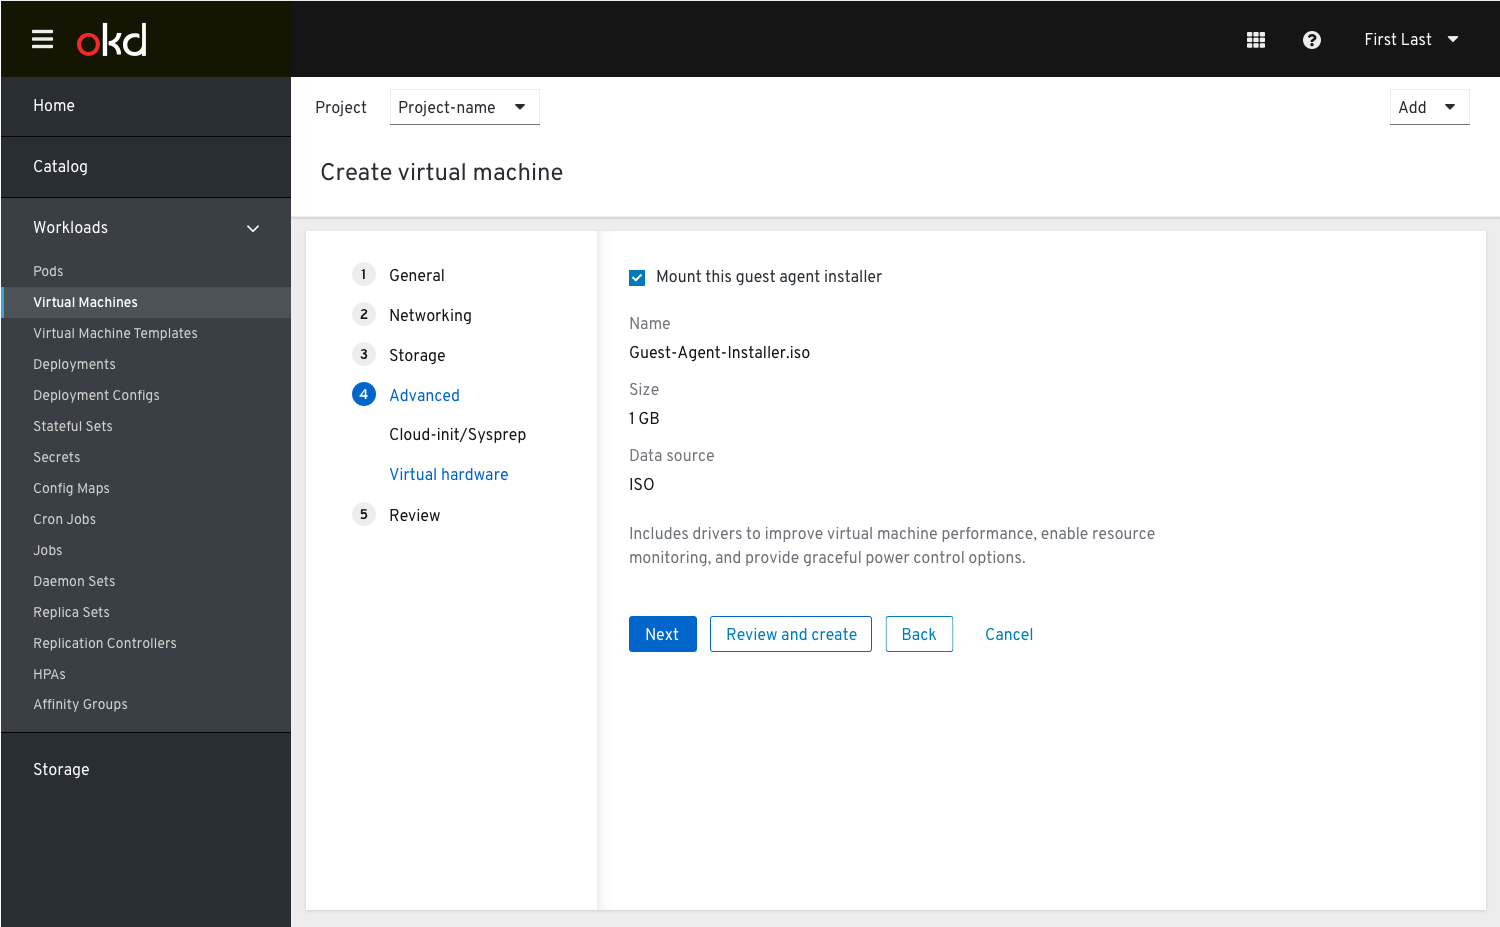 okd
First Last
Home
Catalog
Workloads
Pods
Virtual Machines
Virtual Machine Templates
Deployments
Deployment Configs
Stateful Sets
Secrets
Config Maps
Cron Jobs
Jobs
Daemon Sets
Replica Sets
Replication Controllers
HPAs
Affinity Groups
Storage
Project Project-name Add
Create virtual machine
1 General
2 Networking
3 Storage
4 Advanced
Cloud-init/Sysprep
Virtual hardware
5 Review
Mount this guest agent installer
Name
Guest-Agent-Installer.iso
Size
1 GB
Data source
ISO
Includes drivers to improve virtual machine performance, enable resource
monitoring, and provide graceful power control options.
Next Review and create Back Cancel